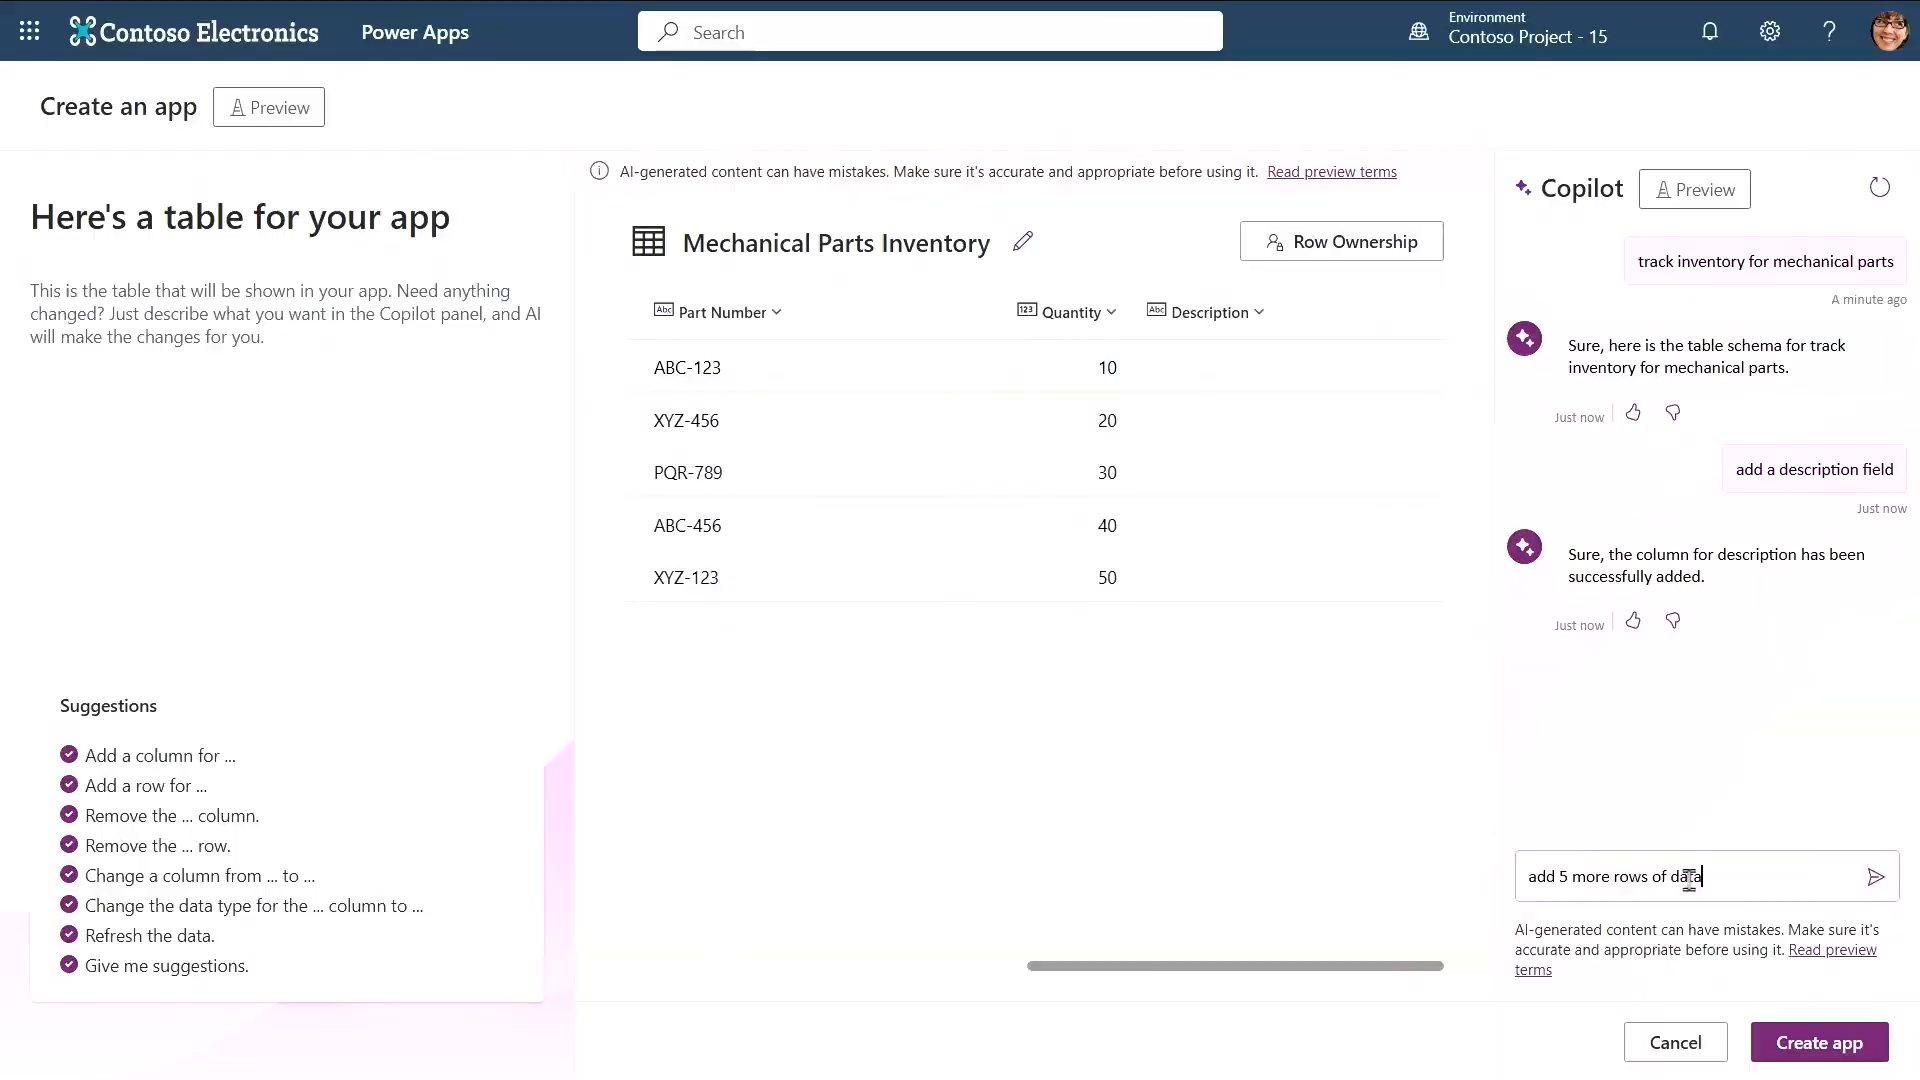 Contoso Electronics
Power Apps
Search
Environment
Contoso Project - 15
?
Create an app
Preview
Here's a table for your app
This is the table that will be shown in your app. Need anything
changed? Just describe what you want in the Copilot panel, and AI
will make the changes for you.
Suggestions
Add a column for ...
Add a row for ...
Remove the ... column.
Remove the ... row.
Change a column from ... to ...
Change the data type for the ... column to ...
Refresh the data.
Give me suggestions.
AI-generated content can have mistakes. Make sure it's accurate and appropriate before using it. Read preview terms
Mechanical Parts Inventory
Row Ownership
Abc Part Number
123 Quantity
Abc Description
ABC-123 10
XYZ-456 20
PQR-789 30
ABC-456 40
XYZ-123 50
Copilot
Preview
track inventory for mechanical parts
A minute ago
Sure, here is the table schema for track
inventory for mechanical parts.
Just now
add a description field
Just now
Sure, the column for description has been
successfully added.
Just now
add 5 more rows of data
AI-generated content can have mistakes. Make sure it's
accurate and appropriate before using it. Read preview
terms
Cancel
Create app